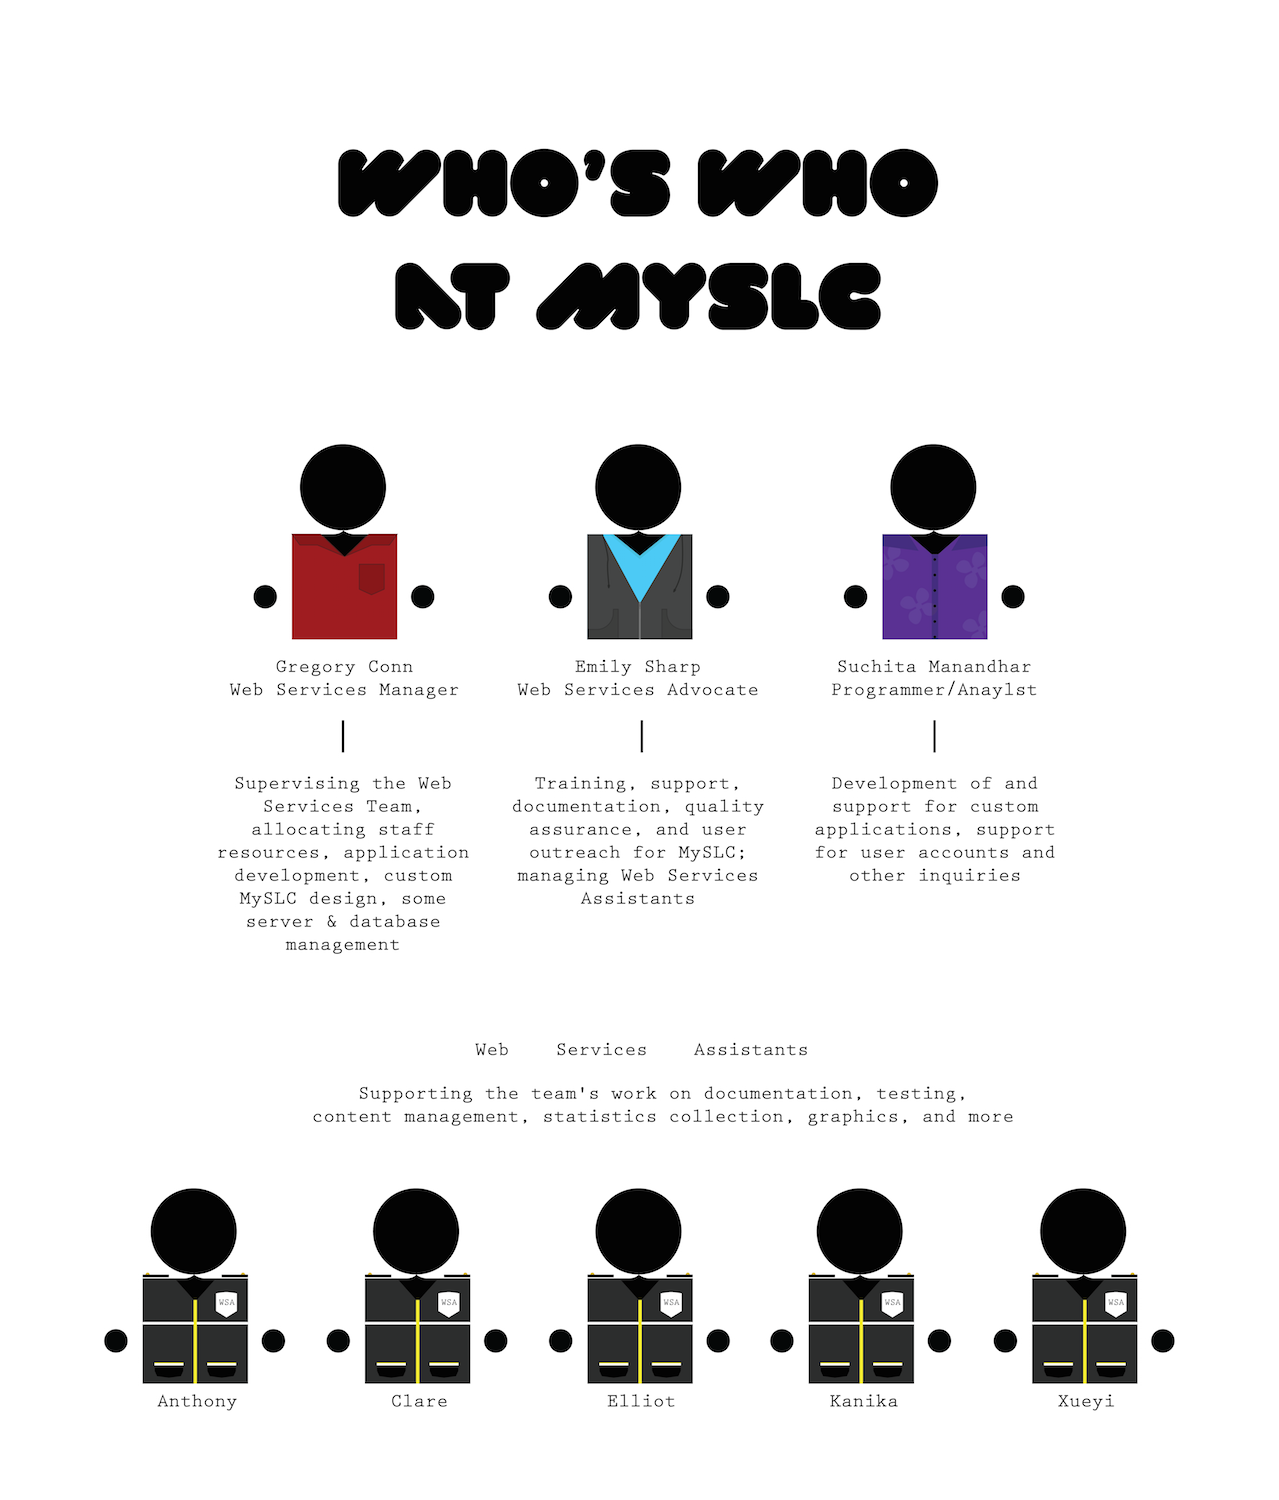 WHO'S WHO
AT MYSLC
Gregory Conn
Web Services Manager
Supervising the Web
Services Team,
allocating staff
resources, application
development, custom
MySLC design, some
server & database
management
Emily Sharp
Web Services Advocate
Training, support,
documentation, quality
assurance, and user
outreach for MySLC;
managing Web Services
Assistants
Suchita Manandhar
Programmer/Anaylst
Development of and
support for custom
applications, support
for user accounts and
other inquiries
Web Services Assistants
Supporting the team's work on documentation, testing,
content management, statistics collection, graphics, and more
WSA
Anthony
WSA
Clare
WSA
Elliot
WSA
Kanika
WSA
Xueyi